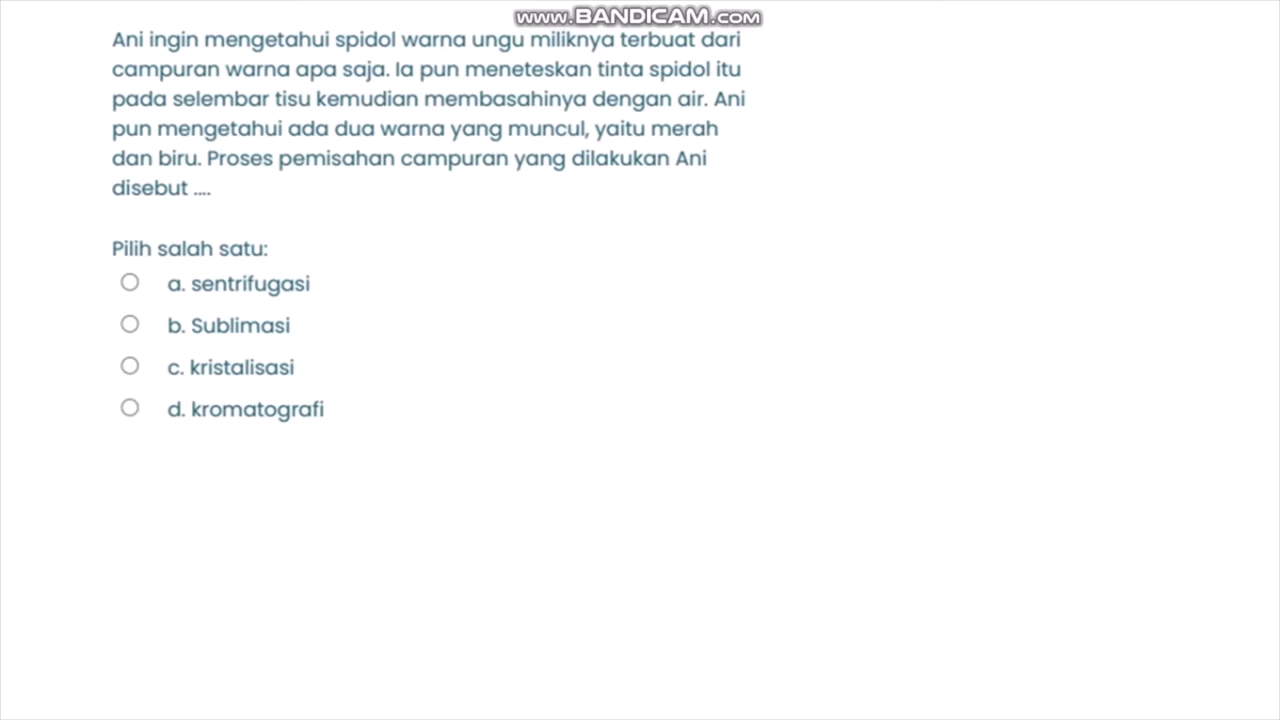 www.BANDICAM.com
Ani ingin mengetahui spidol warna ungu miliknya terbuat dari
campuran warna apa saja. Ia pun meneteskan tinta spidol itu
pada selembar tisu kemudian membasahinya dengan air. Ani
pun mengetahui ada dua warna yang muncul, yaitu merah
dan biru. Proses pemisahan campuran yang dilakukan Ani
disebut ....
Pilih salah satu:
a. sentrifugasi
b. Sublimasi
c. kristalisasi
d. kromatografi